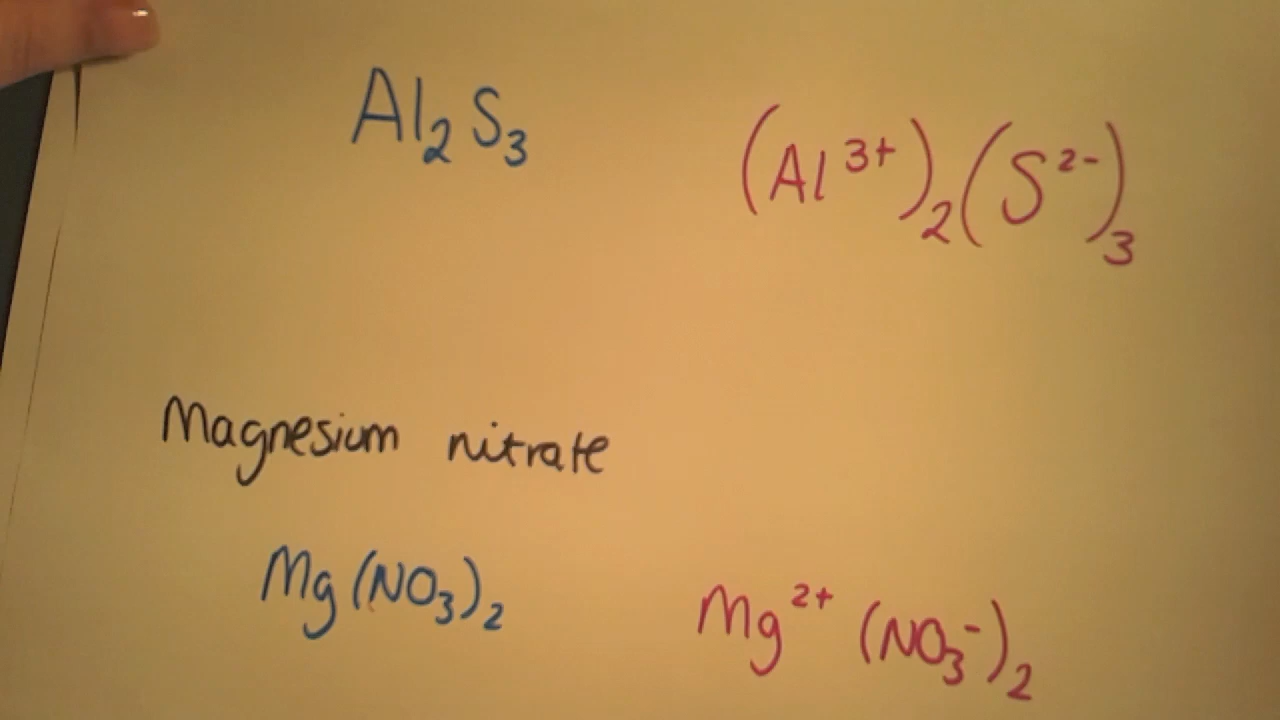 Al₂S₃
(Al³⁺)₂(S²⁻)₃
Magnesium nitrate
Mg(NO₃)₂
Mg²⁺(NO₃⁻)₂